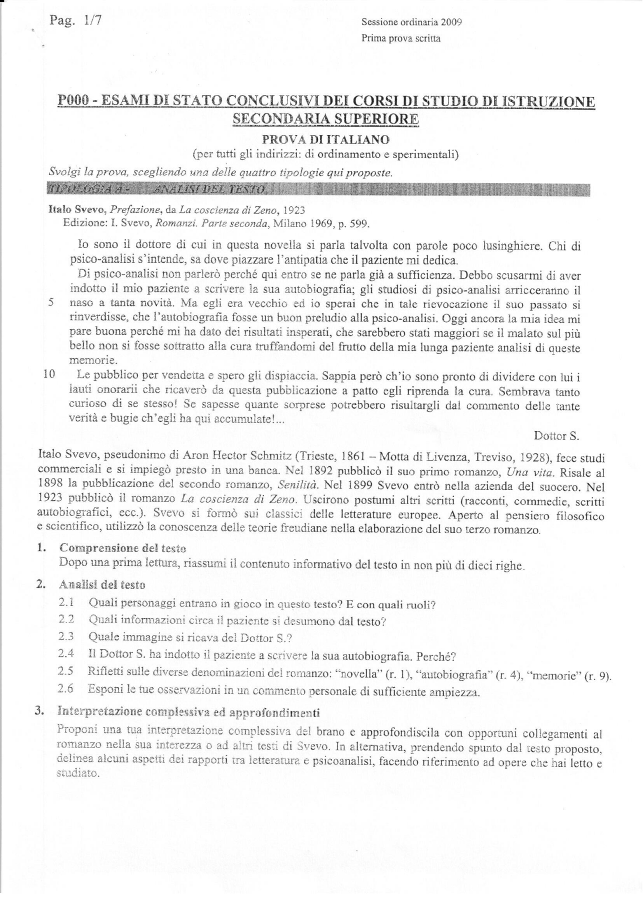 Pag. 1/7
Sessione ordinaria 2009
Prima prova scritta
P000 - ESAMI DI STATO CONCLUSIVI DEI CORSI DI STUDIO DI ISTRUZIONE
SECONDARIA SUPERIORE
PROVA DI ITALIANO
(per tutti gli indirizzi: di ordinamento e sperimentali)
Svolgi la prova, scegliendo una delle quattro tipologie qui proposte.
TIPOLOGIA A - ANALISI DEL TESTO
Italo Svevo, Prefazione, da La coscienza di Zeno, 1923
Edizione: I. Svevo, Romanzi. Parte seconda, Milano 1969, p. 599.
Io sono il dottore di cui in questa novella si parla talvolta con parole poco lusinghiere. Chi di
psico-analisi s'intende, sa dove piazzare l'antipatia che il paziente mi dedica.
Di psico-analisi non parlerò perché qui entro se ne parla già a sufficienza. Debbo scusarmi di aver
indotto il mio paziente a scrivere la sua autobiografia; gli studiosi di psico-analisi arricceranno il
5 naso a tanta novità. Ma egli era vecchio ed io sperai che in tale rievocazione il suo passato si
rinverdisse, che l'autobiografia fosse un buon preludio alla psico-analisi. Oggi ancora la mia idea mi
pare buona perché mi ha dato dei risultati insperati, che sarebbero stati maggiori se il malato sul più
bello non si fosse sottratto alla cura truffandomi del frutto della mia lunga paziente analisi di queste
memorie.
10 Le pubblico per vendetta e spero gli dispiaccia. Sappia però ch'io sono pronto di dividere con lui i
lauti onorarii che ricaverò da questa pubblicazione a patto egli riprenda la cura. Sembrava tanto
curioso di se stesso! Se sapesse quante sorprese potrebbero risultargli dal commento delle tante
verità e bugie ch'egli ha qui accumulate!...
Dottor S.
Italo Svevo, pseudonimo di Aron Hector Schmitz (Trieste, 1861 – Motta di Livenza, Treviso, 1928), fece studi
commerciali e si impiegò presto in una banca. Nel 1892 pubblicò il suo primo romanzo, Una vita. Risale al
1898 la pubblicazione del secondo romanzo, Senilità. Nel 1899 Svevo entrò nella azienda del suocero. Nel
1923 pubblicò il romanzo La coscienza di Zeno. Uscirono postumi altri scritti (racconti, commedie, scritti
autobiografici, ecc.). Svevo si formò sui classici delle letterature europee. Aperto al pensiero filosofico
e scientifico, utilizzò la conoscenza delle teorie freudiane nella elaborazione del suo terzo romanzo.
1. Comprensione del testo
Dopo una prima lettura, riassumi il contenuto informativo del testo in non più di dieci righe.
2. Analisi del testo
2.1 Quali personaggi entrano in gioco in questo testo? E con quali ruoli?
2.2 Quali informazioni circa il paziente si desumono dal testo?
2.3 Quale immagine si ricava del Dottor S.?
2.4 Il Dottor S. ha indotto il paziente a scrivere la sua autobiografia. Perché?
2.5 Rifletti sulle diverse denominazioni del romanzo: “novella” (r. 1), “autobiografia” (r. 4), “memorie” (r. 9).
2.6 Esponi le tue osservazioni in un commento personale di sufficiente ampiezza.
3. Interpretazione complessiva ed approfondimenti
Proponi una tua interpretazione complessiva del brano e approfondiscila con opportuni collegamenti al
romanzo nella sua interezza o ad altri testi di Svevo. In alternativa, prendendo spunto dal testo proposto,
delinea alcuni aspetti dei rapporti tra letteratura e psicoanalisi, facendo riferimento ad opere che hai letto e
studiato.